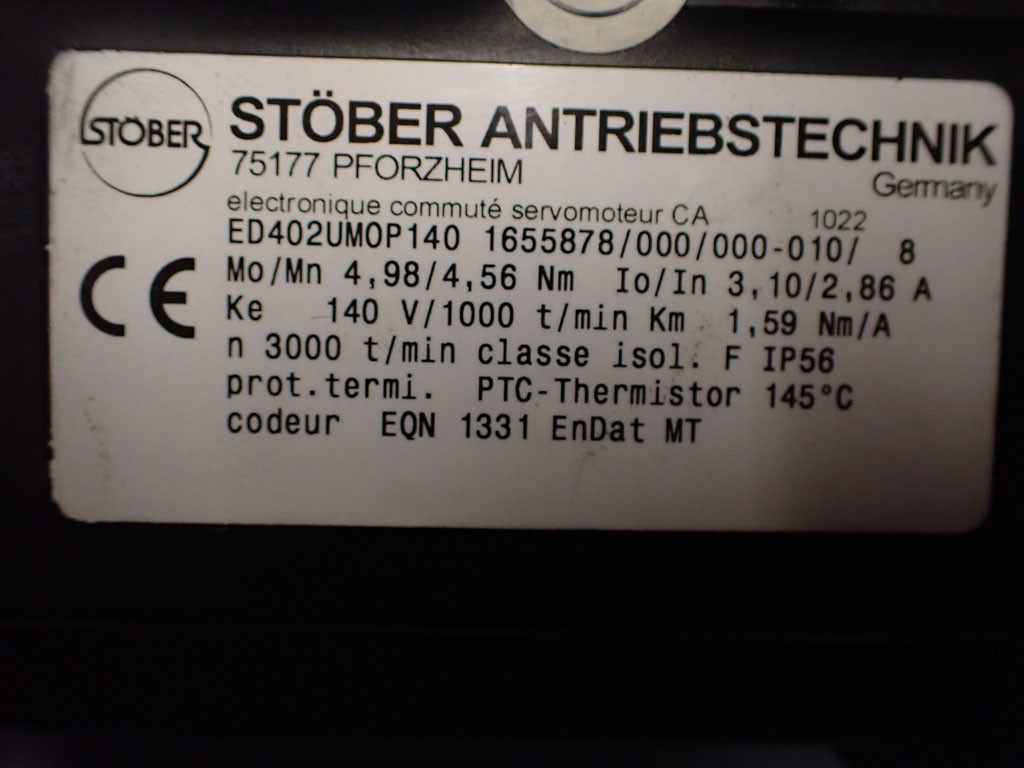 STÖBER
STÖBER ANTRIEBSTECHNIK
75177 PFORZHEIM
Germany
electronique commuté servomoteur CA 1022
ED402UMOP140 1655878/000/000-010/ 8
Mo/Mn 4,98/4,56 Nm Io/In 3,10/2,86 A
Ke 140 V/1000 t/min Km 1,59 Nm/A
n 3000 t/min classe isol. F IP56
prot.termi. PTC-Thermistor 145°C
codeur EQN 1331 EnDat MT
CE